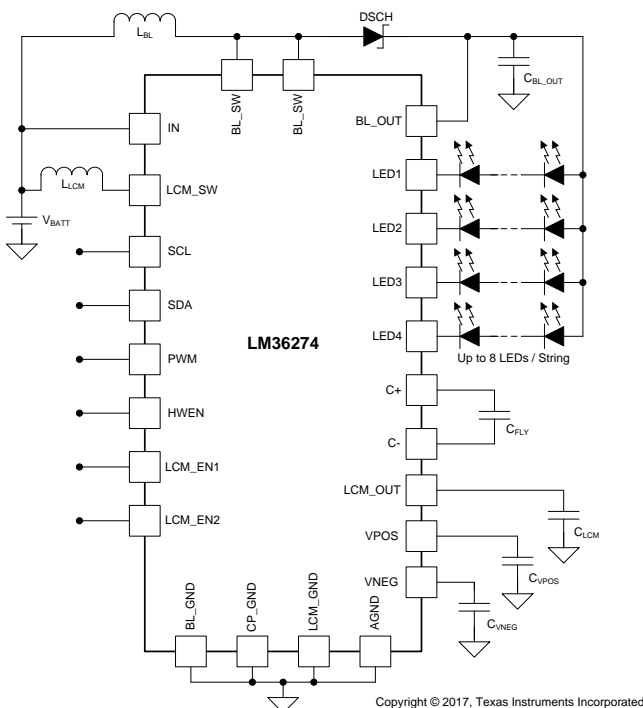 L_BL
DSCH
C_BL_OUT
BL_SW
BL_SW
IN
BL_OUT
L_LCM
LCM_SW
LED1
V_BATT
LED2
SCL
LED3
SDA
LED4
LM36274
PWM
Up to 8 LEDs / String
HWEN
C+
C_FLY
C-
LCM_EN1
LCM_OUT
LCM_EN2
C_LCM
VPOS
C_VPOS
VNEG
C_VNEG
BL_GND
CP_GND
LCM_GND
AGND
Copyright © 2017, Texas Instruments Incorporated